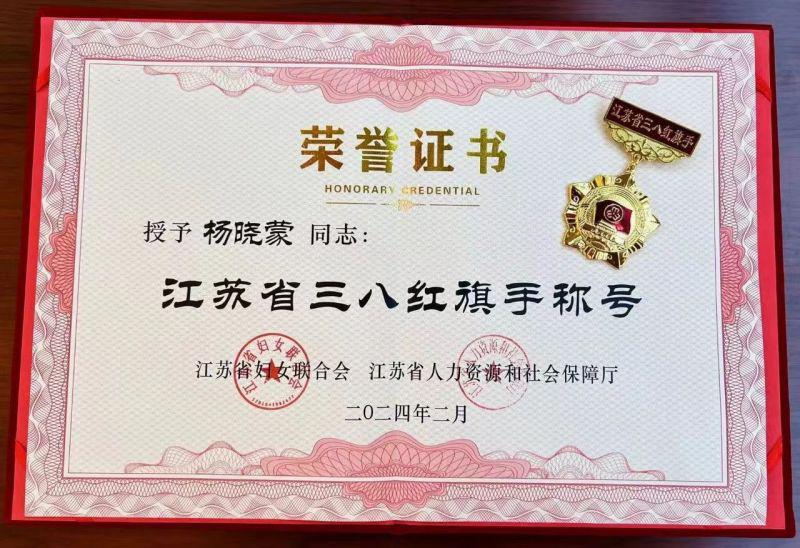 荣誉证书
HONORARY CREDENTIAL
江苏省三八红旗手
授予 杨晓蒙 同志：
江苏省三八红旗手称号
江苏省妇女联合会 江苏省人力资源和社会保障厅
二〇二四年二月